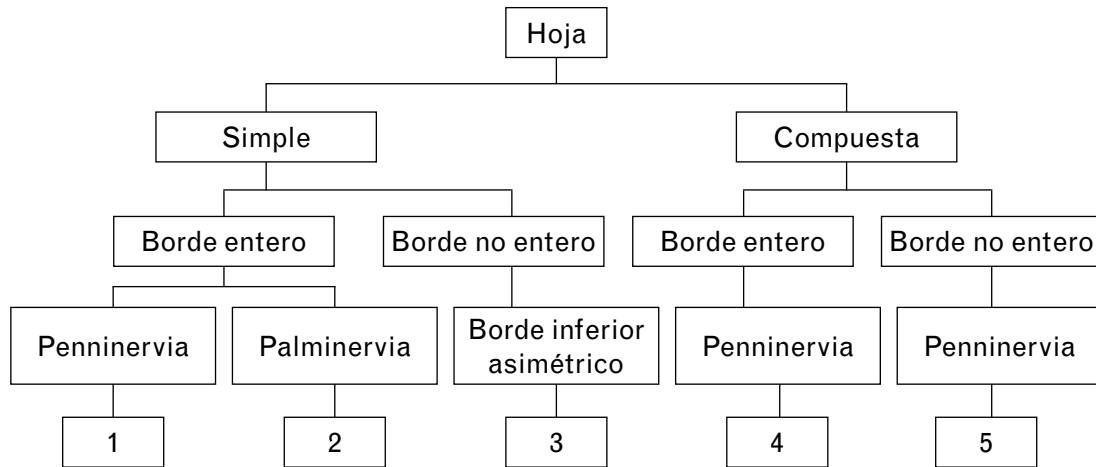 Hoja
Simple
Compuesta
Borde entero
Borde no entero
Borde entero
Borde no entero
Penninervia
Palminervia
Borde inferior
asimétrico
Penninervia
Penninervia
1
2
3
4
5